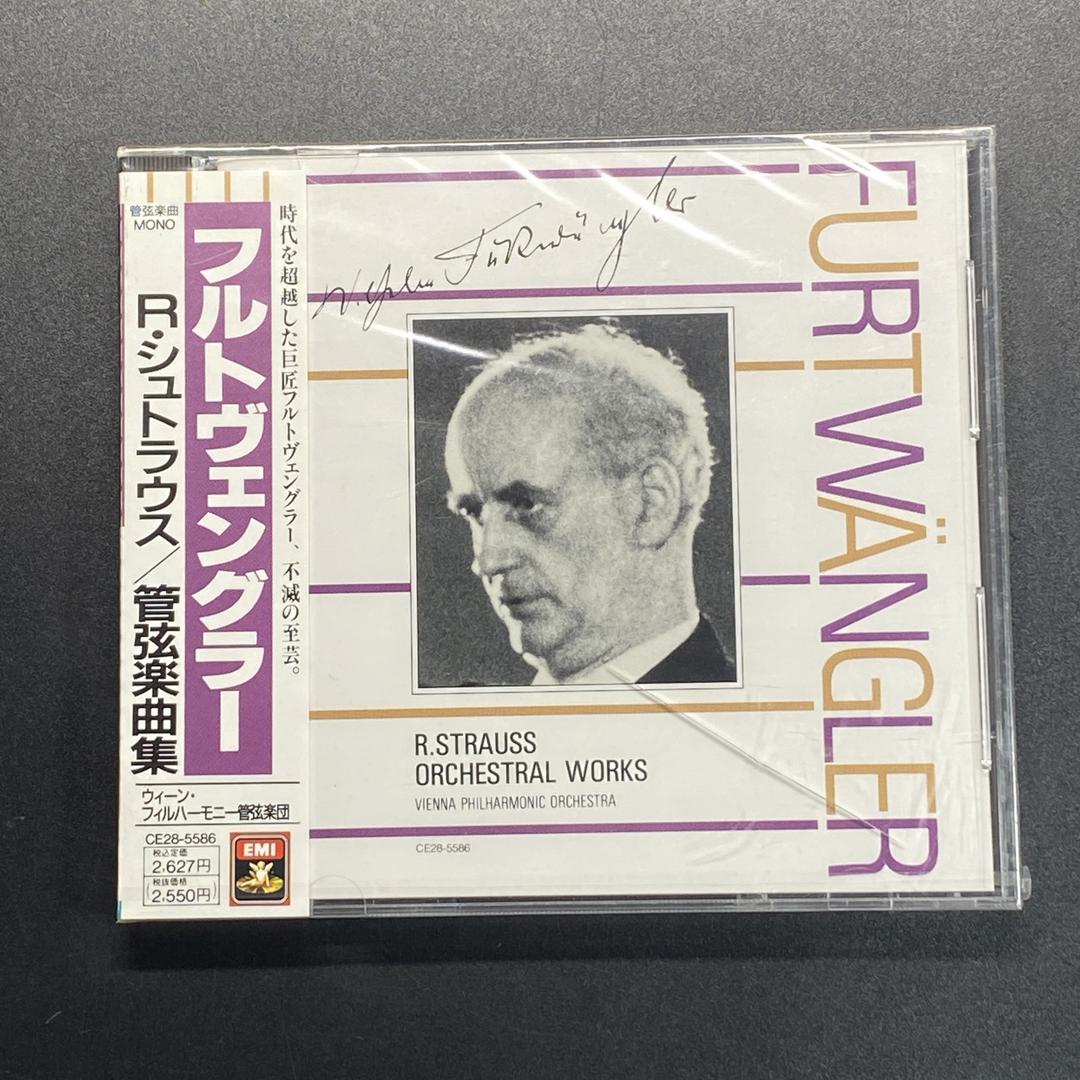 管弦楽曲
MONO
フルトヴェングラー
R・シュトラウス/管弦楽曲集
時代を超越した巨匠フルトヴェングラー、不滅の至芸。
ウィーン・
フィルハーモニー管弦楽団
CE28-5586
税込定価
2,627円
税抜価格
(2,550円)
EMI
FURTWÄNGLER
R.STRAUSS
ORCHESTRAL WORKS
VIENNA PHILHARMONIC ORCHESTRA
CE28-5586